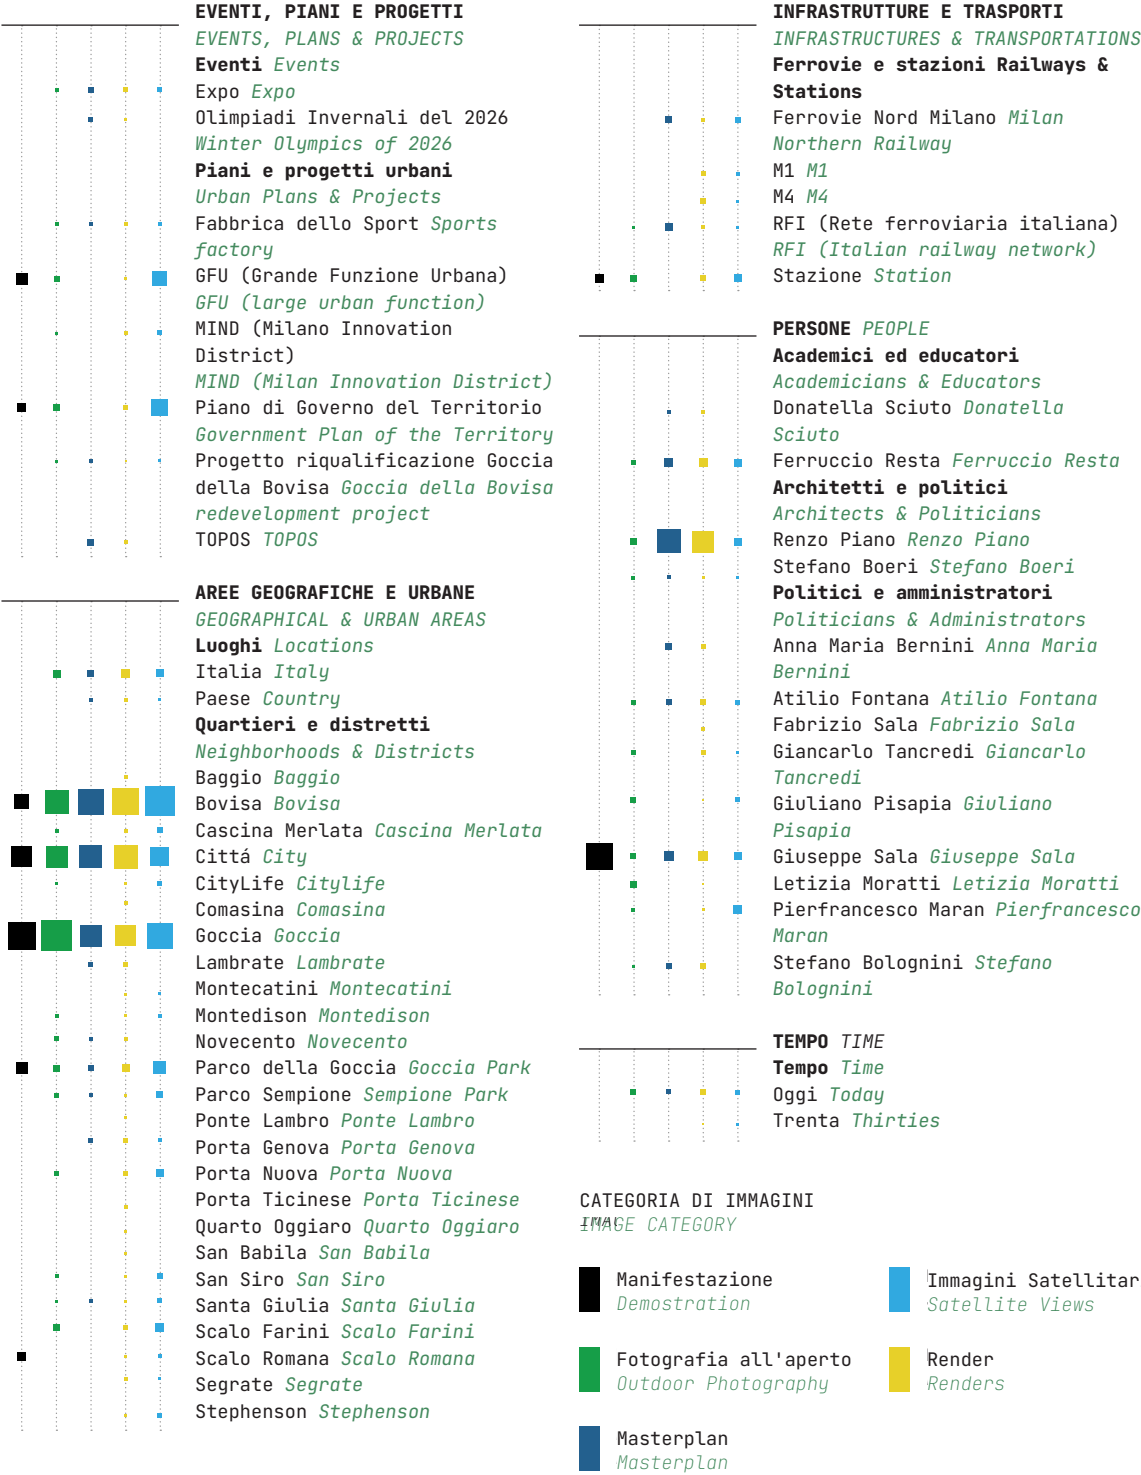 EVENTI, PIANI E PROGETTI
EVENTS, PLANS & PROJECTS
Eventi Events
Expo Expo
Olimpiadi Invernali del 2026
Winter Olympics of 2026
Piani e progetti urbani
Urban Plans & Projects
Fabbrica dello Sport Sports
factory
GFU (Grande Funzione Urbana)
GFU (large urban function)
MIND (Milano Innovation
District)
MIND (Milan Innovation District)
Piano di Governo del Territorio
Government Plan of the Territory
Progetto riqualificazione Goccia
della Bovisa Goccia della Bovisa
redevelopment project
TOPOS TOPOS
AREE GEOGRAFICHE E URBANE
GEOGRAPHICAL & URBAN AREAS
Luoghi Locations
Italia Italy
Paese Country
Quartieri e distretti
Neighborhoods & Districts
Baggio Baggio
Bovisa Bovisa
Cascina Merlata Cascina Merlata
Cittá City
CityLife Citylife
Comasina Comasina
Goccia Goccia
Lambrate Lambrate
Montecatini Montecatini
Montedison Montedison
Novecento Novecento
Parco della Goccia Goccia Park
Parco Sempione Sempione Park
Ponte Lambro Ponte Lambro
Porta Genova Porta Genova
Porta Nuova Porta Nuova
Porta Ticinese Porta Ticinese
Quarto Oggiaro Quarto Oggiaro
San Babila San Babila
San Siro San Siro
Santa Giulia Santa Giulia
Scalo Farini Scalo Farini
Scalo Romana Scalo Romana
Segrate Segrate
Stephenson Stephenson
INFRASTRUTTURE E TRASPORTI
INFRASTRUCTURES & TRANSPORTATIONS
Ferrovie e stazioni Railways &
Stations
Ferrovie Nord Milano Milan
Northern Railway
M1 M1
M4 M4
RFI (Rete ferroviaria italiana)
RFI (Italian railway network)
Stazione Station
PERSONE PEOPLE
Academici ed educatori
Academicians & Educators
Donatella Sciuto Donatella
Sciuto
Ferruccio Resta Ferruccio Resta
Architetti e politici
Architects & Politicians
Renzo Piano Renzo Piano
Stefano Boeri Stefano Boeri
Politici e amministratori
Politicians & Administrators
Anna Maria Bernini Anna Maria
Bernini
Atilio Fontana Atilio Fontana
Fabrizio Sala Fabrizio Sala
Giancarlo Tancredi Giancarlo
Tancredi
Giuliano Pisapia Giuliano
Pisapia
Giuseppe Sala Giuseppe Sala
Letizia Moratti Letizia Moratti
Pierfrancesco Maran Pierfrancesco
Maran
Stefano Bolognini Stefano
Bolognini
TEMPO TIME
Tempo Time
Oggi Today
Trenta Thirties
CATEGORIA DI IMMAGINI
IMAGE CATEGORY
Manifestazione
Demostration
Fotografia all'aperto
Outdoor Photography
Masterplan
Masterplan
Immagini Satellitar
Satellite Views
Render
Renders